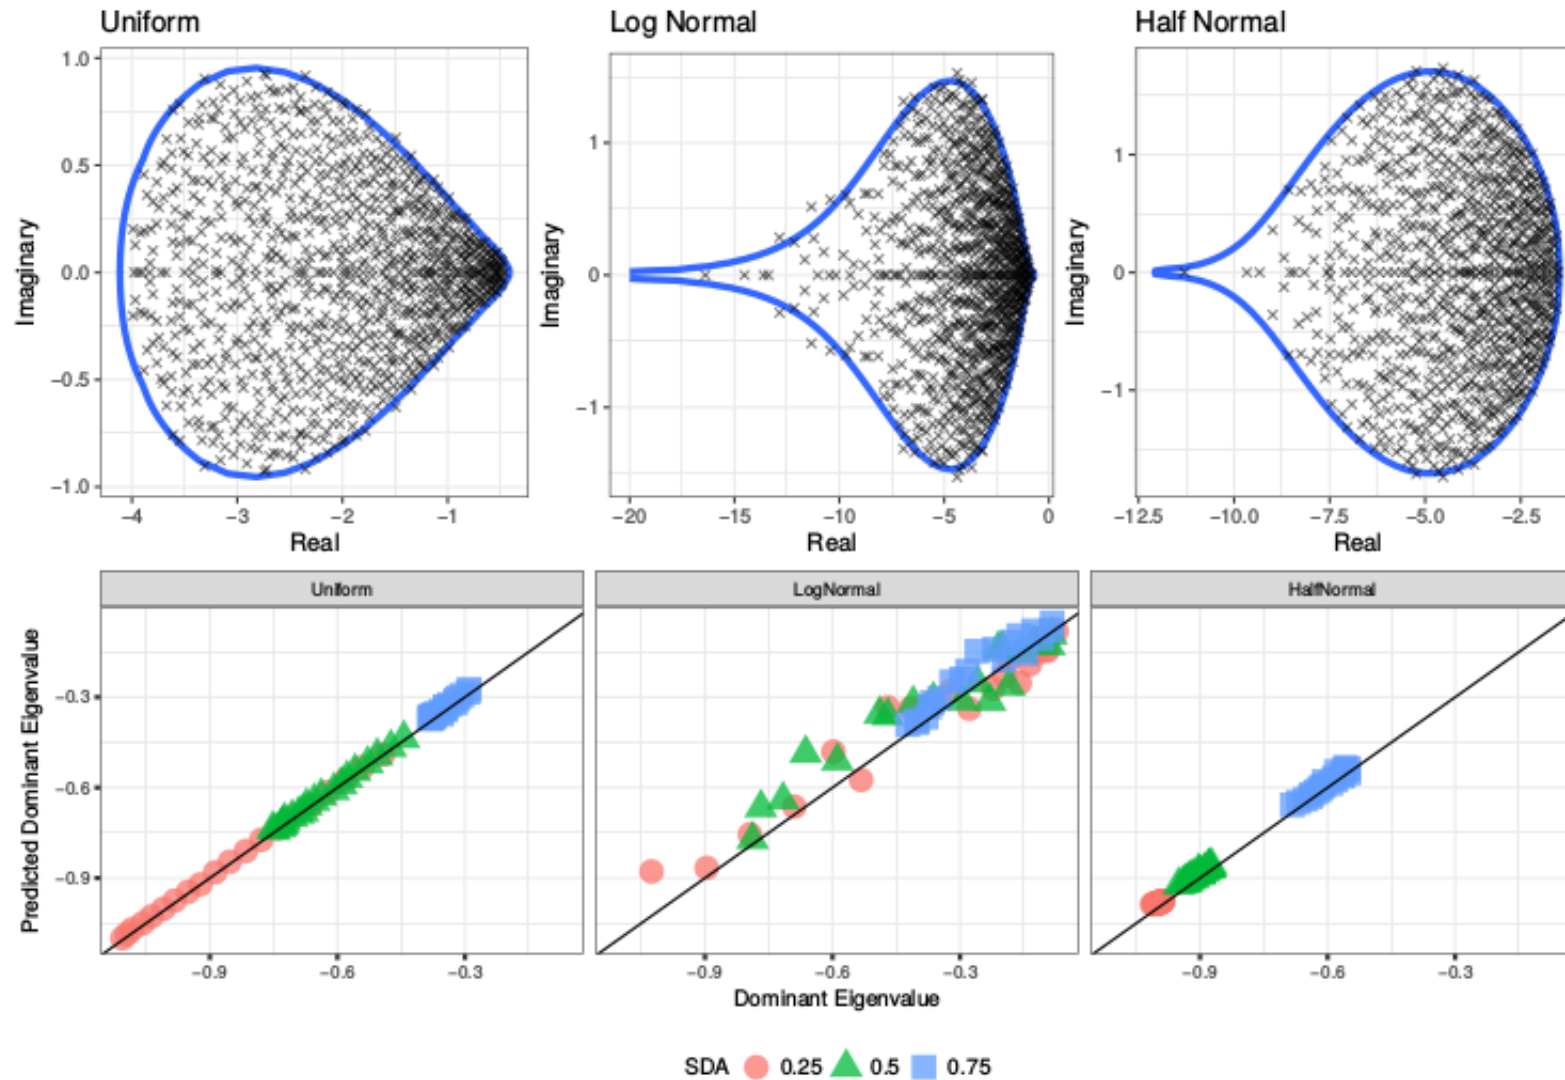 Uniform
Log Normal
Half Normal
Imaginary
1.0
0.5
0.0
−0.5
−1.0
−4 −3 −2 −1
Real
Imaginary
1
0
−1
−20 −15 −10 −5 0
Real
Imaginary
1
0
−1
−12.5 −10.0 −7.5 −5.0 −2.5
Real
Uniform
LogNormal
HalfNormal
Predicted Dominant Eigenvalue
−0.3
−0.6
−0.9
−0.9 −0.6 −0.3
−0.9 −0.6 −0.3
−0.9 −0.6 −0.3
Dominant Eigenvalue
SDA 0.25 0.5 0.75